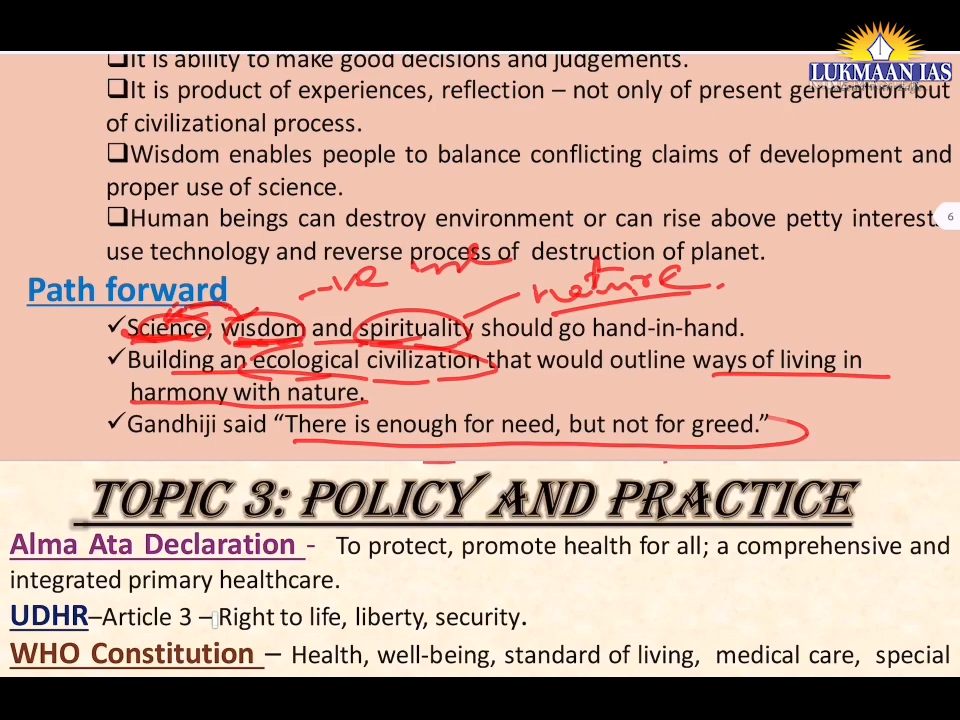 LUKMAAN IAS
❑It is ability to make good decisions and judgements.
❑It is product of experiences, reflection – not only of present generation but
of civilizational process.
❑Wisdom enables people to balance conflicting claims of development and
proper use of science.
❑Human beings can destroy environment or can rise above petty interest
6
use technology and reverse process of destruction of planet.
Path forward
-ve
nature.
✓Science, wisdom and spirituality should go hand-in-hand.
✓Building an ecological civilization that would outline ways of living in
harmony with nature.
✓Gandhiji said “There is enough for need, but not for greed.”
TOPIC 3: POLICY AND PRACTICE
Alma Ata Declaration - To protect, promote health for all; a comprehensive and
integrated primary healthcare.
UDHR–Article 3 –Right to life, liberty, security.
WHO Constitution – Health, well-being, standard of living, medical care, special